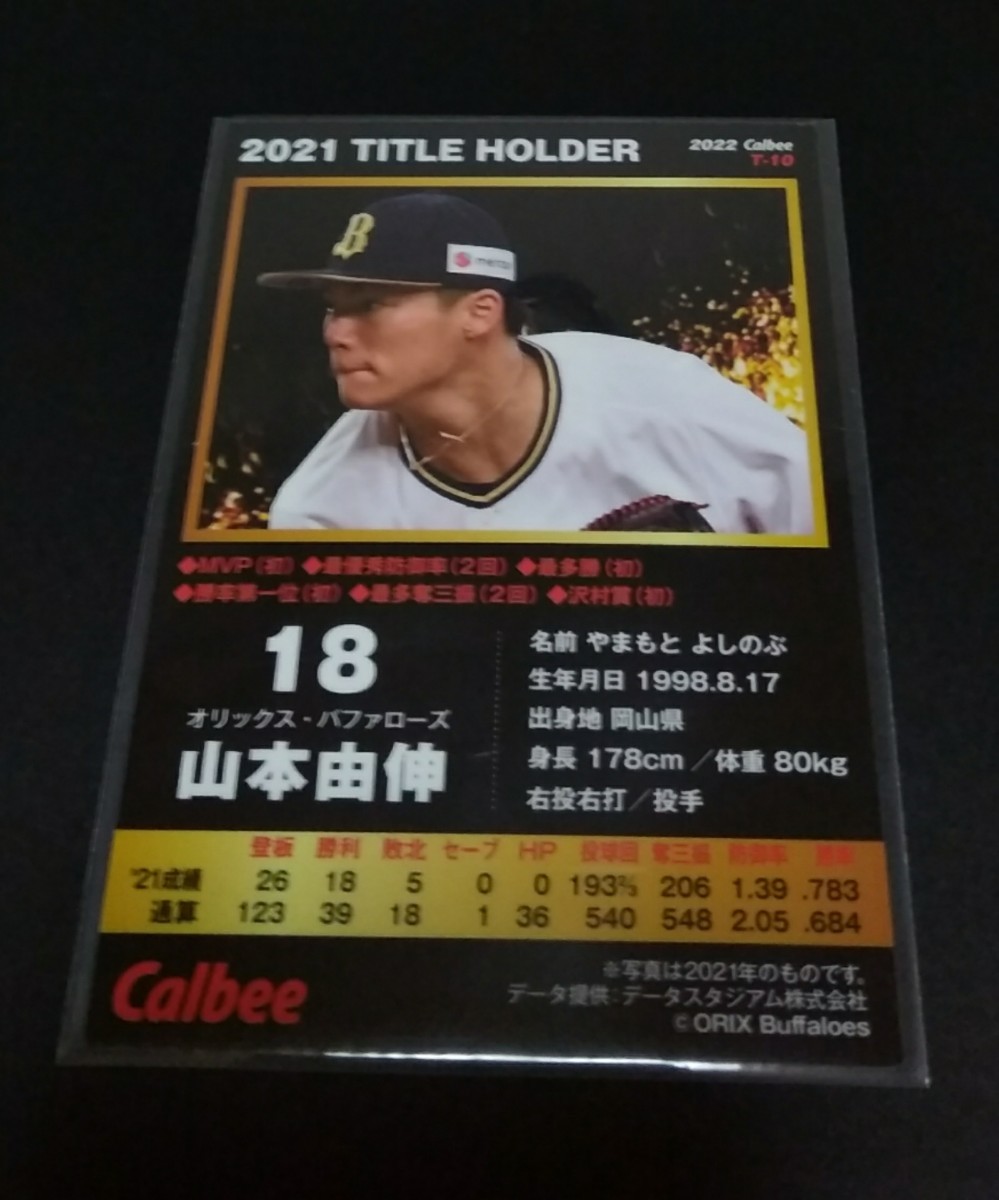 2021 TITLE HOLDER
2022 Calbee
T-10
B
◆MVP(初) ◆最優秀防御率(2回) ◆最多勝(初)
◆勝率第一位(初) ◆最多奪三振(2回) ◆沢村賞(初)
18
オリックス・バファローズ
山本由伸
名前 やまもと よしのぶ
生年月日 1998.8.17
出身地 岡山県
身長 178cm /体重 80kg
右投右打/投手
登板 勝利 敗北 セーブ HP 投球回 奪三振 防御率 勝率
'21成績 26 18 5 0 0 193⅔ 206 1.39 .783
通算 123 39 18 1 36 540 548 2.05 .684
Calbee
※写真は2021年のものです。
データ提供:データスタジアム株式会社
©ORIX Buffaloes